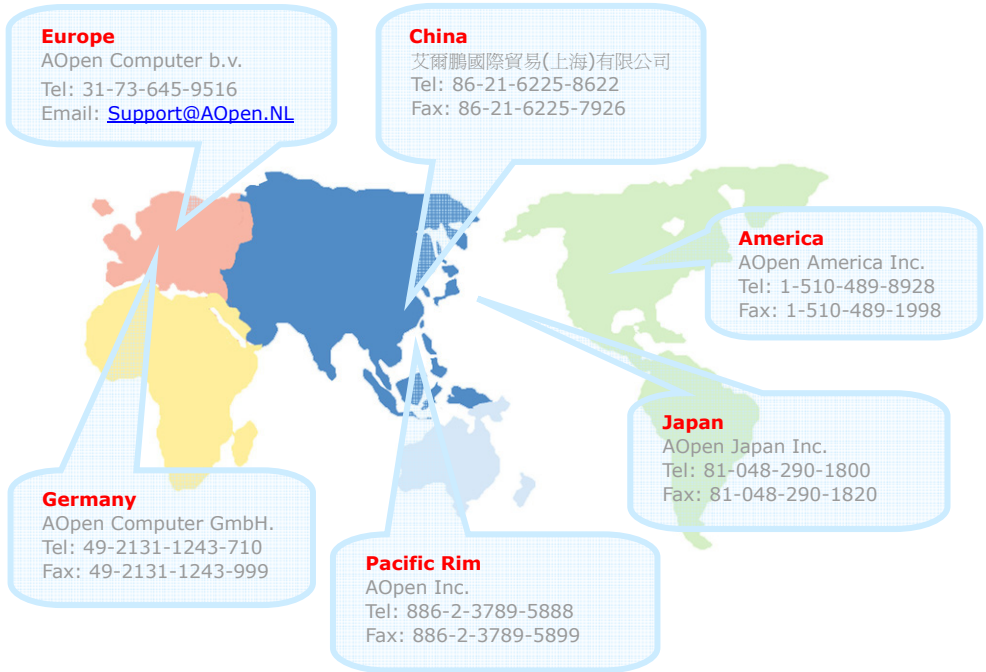 Europe
AOpen Computer b.v.
Tel: 31-73-645-9516
Email: Support@AOpen.NL
China
艾爾鵬國際貿易(上海)有限公司
Tel: 86-21-6225-8622
Fax: 86-21-6225-7926
America
AOpen America Inc.
Tel: 1-510-489-8928
Fax: 1-510-489-1998
Japan
AOpen Japan Inc.
Tel: 81-048-290-1800
Fax: 81-048-290-1820
Germany
AOpen Computer GmbH.
Tel: 49-2131-1243-710
Fax: 49-2131-1243-999
Pacific Rim
AOpen Inc.
Tel: 886-2-3789-5888
Fax: 886-2-3789-5899